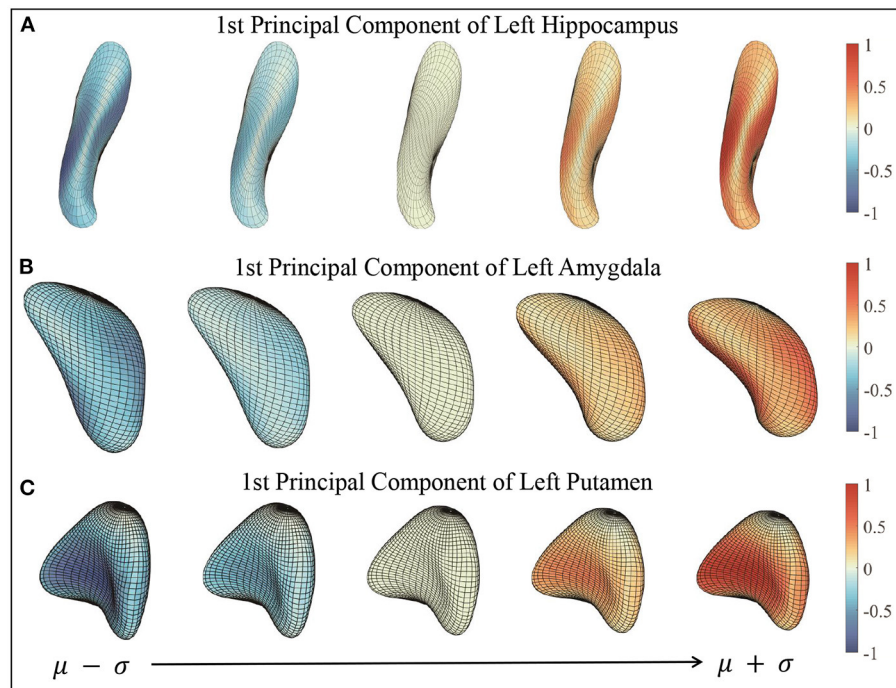 A
1st Principal Component of Left Hippocampus
1
0.5
0
-0.5
-1
B
1st Principal Component of Left Amygdala
1
0.5
0
-0.5
-1
C
1st Principal Component of Left Putamen
1
0.5
0
-0.5
-1
μ − σ
μ + σ